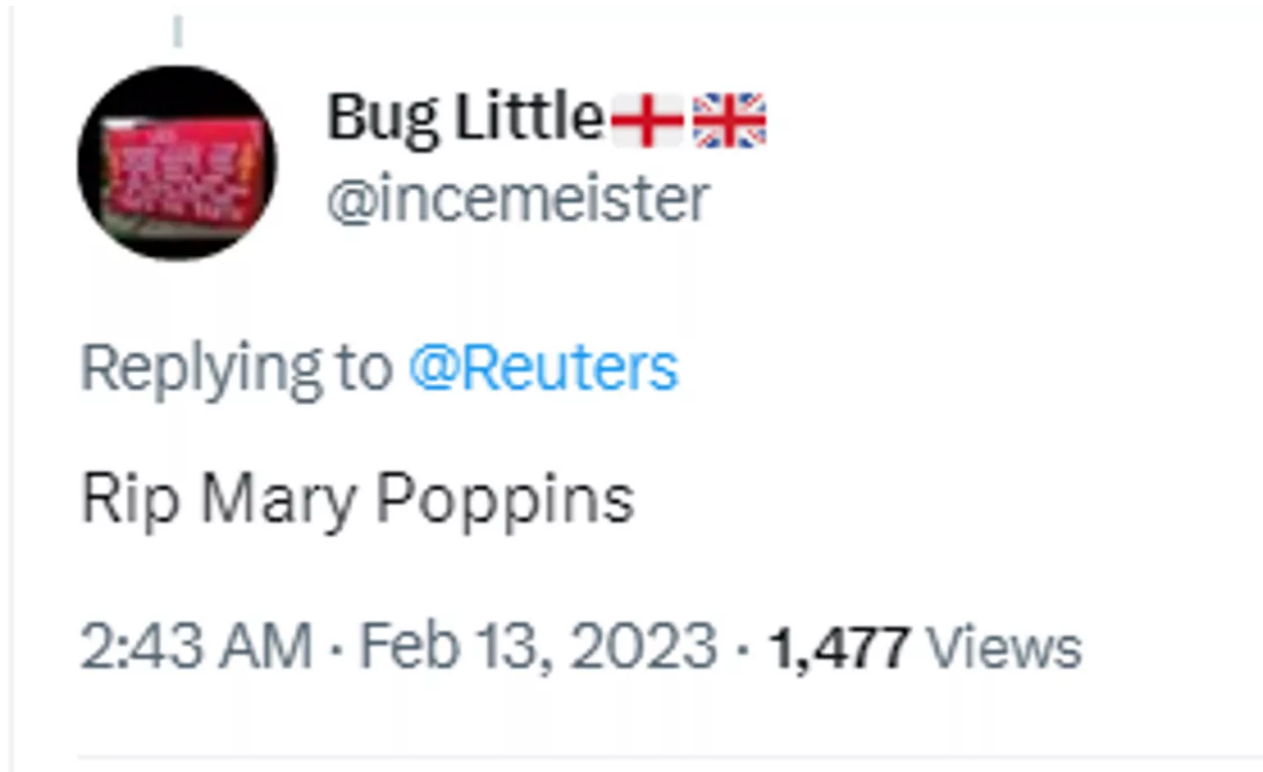 Bug Little🏴󠁧󠁢󠁥󠁮󠁧󠁿🇬🇧
@incemeister
Replying to @Reuters
Rip Mary Poppins
2:43 AM · Feb 13, 2023 · 1,477 Views